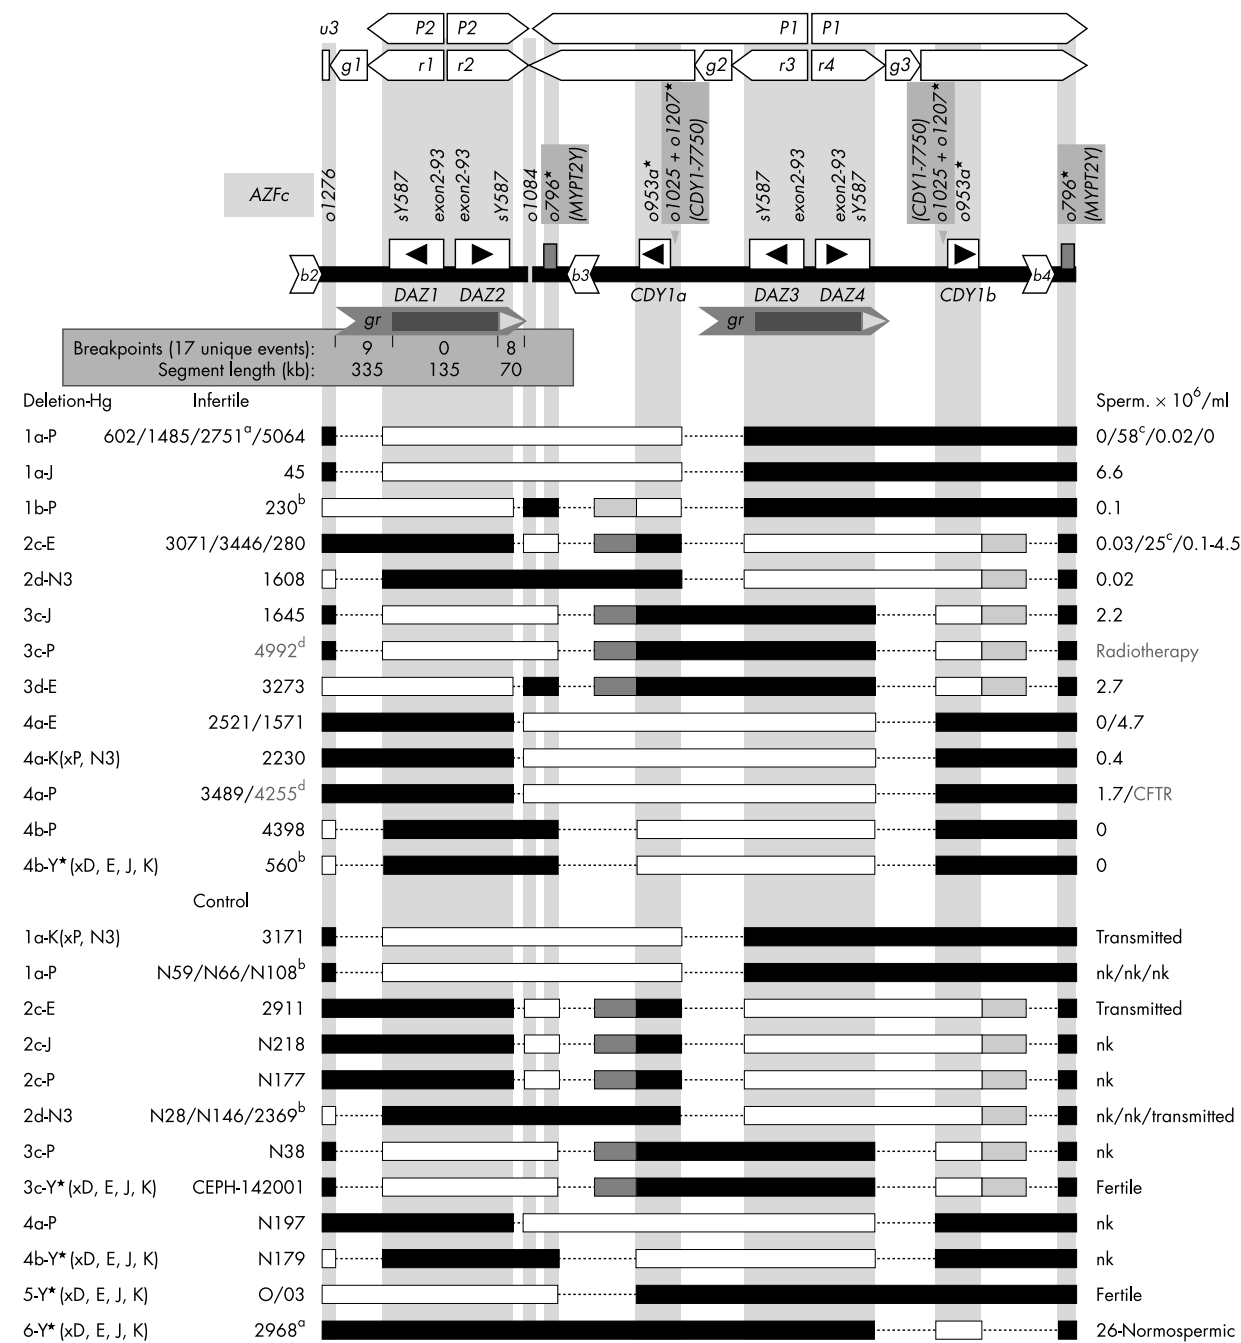 u3 P2 P2 P1 P1
g1 r1 r2 g2 r3 r4 g3
AZFc
o1276
sY587
exon2-93
exon2-93
sY587
o1084
o796★
(MYPT2Y)
o953a★
o1025 + o1207★
(CDY1-7750)
sY587
exon2-93
exon2-93
sY587
(CDY1-7750)
o1025 + o1207★
o953a★
o796★
(MYPT2Y)
b2 b3 b4
DAZ1 DAZ2 CDY1a DAZ3 DAZ4 CDY1b
gr gr
Breakpoints (17 unique events): 9 0 8
Segment length (kb): 335 135 70
Deletion-Hg Infertile Sperm. × 10⁶/ml
1a-P 602/1485/2751ᵃ/5064 0/58ᶜ/0.02/0
1a-J 45 6.6
1b-P 230ᵇ 0.1
2c-E 3071/3446/280 0.03/25ᶜ/0.1-4.5
2d-N3 1608 0.02
3c-J 1645 2.2
3c-P 4992ᵈ Radiotherapy
3d-E 3273 2.7
4a-E 2521/1571 0/4.7
4a-K(xP, N3) 2230 0.4
4a-P 3489/4255ᵈ 1.7/CFTR
4b-P 4398 0
4b-Y★(xD, E, J, K) 560ᵇ 0
Control
1a-K(xP, N3) 3171 Transmitted
1a-P N59/N66/N108ᵇ nk/nk/nk
2c-E 2911 Transmitted
2c-J N218 nk
2c-P N177 nk
2d-N3 N28/N146/2369ᵇ nk/nk/transmitted
3c-P N38 nk
3c-Y★(xD, E, J, K) CEPH-142001 Fertile
4a-P N197 nk
4b-Y★(xD, E, J, K) N179 nk
5-Y★(xD, E, J, K) O/03 Fertile
6-Y★(xD, E, J, K) 2968ᵃ 26-Normospermic